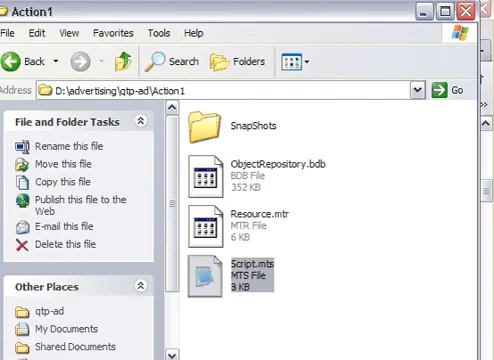 Action1
File Edit View Favorites Tools Help
Back Search Folders
Address D:\advertising\qtp-ad\Action1 Go
File and Folder Tasks
Rename this file
Move this file
Copy this file
Publish this file to the
Web
E-mail this file
Delete this file
Other Places
qtp-ad
My Documents
Shared Documents
SnapShots
ObjectRepository.bdb
BDB File
352 KB
Resource.mtr
MTR File
6 KB
Script.mts
MTS File
3 KB